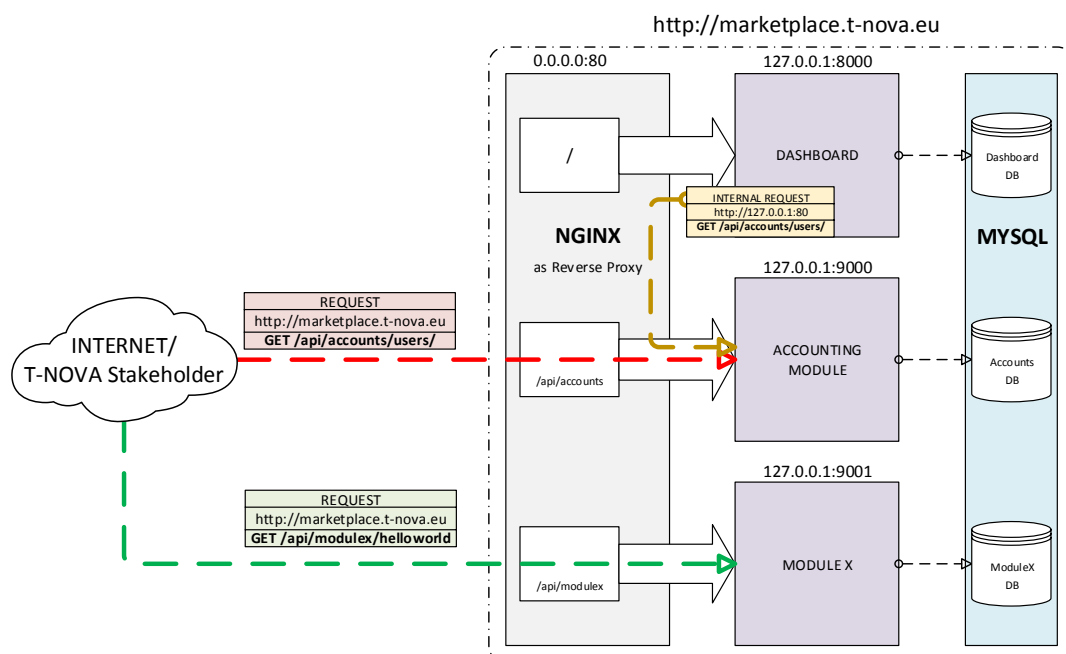 http://marketplace.t-nova.eu
0.0.0.0:80
127.0.0.1:8000
/
DASHBOARD
Dashboard
DB
INTERNAL REQUEST
http://127.0.0.1:80
GET /api/accounts/users/
NGINX
as Reverse Proxy
MYSQL
127.0.0.1:9000
REQUEST
http://marketplace.t-nova.eu
GET /api/accounts/users/
INTERNET/
T-NOVA Stakeholder
/api/accounts
ACCOUNTING
MODULE
Accounts
DB
127.0.0.1:9001
REQUEST
http://marketplace.t-nova.eu
GET /api/modulex/helloworld
/api/modulex
MODULE X
ModuleX
DB